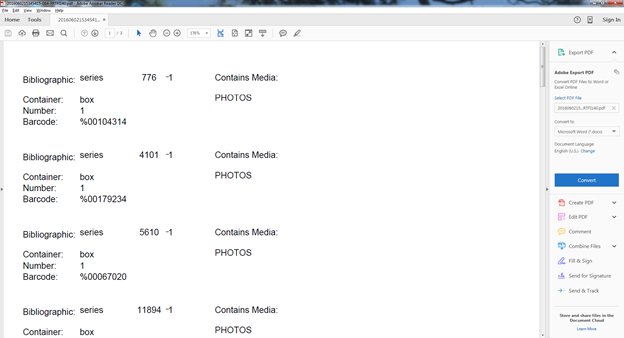 File Edit View Window Help
Home Tools
Sign In
1 / 3
176%
Bibliographic: series 776 -1 Contains Media:
Container: box PHOTOS
Number: 1
Barcode: %00104314
Bibliographic: series 4101 -1 Contains Media:
Container: box PHOTOS
Number: 1
Barcode: %00179234
Bibliographic: series 5610 -1 Contains Media:
Container: box PHOTOS
Number: 1
Barcode: %00067020
Bibliographic: series 11894 -1 Contains Media:
Container: box PHOTOS
Export PDF
Adobe Export PDF
Convert PDF Files to Word or
Excel Online
Select PDF File
Convert to
Microsoft Word (*.docx)
Document Language:
English (U.S.) Change
Convert
Create PDF
Edit PDF
Comment
Combine Files
Fill & Sign
Send for Signature
Send & Track
Store and share files in the
Document Cloud
Learn More